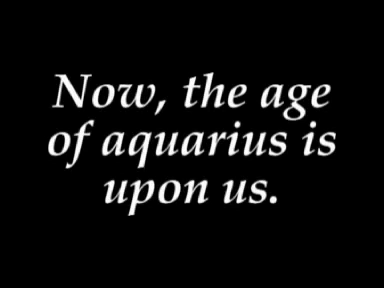 Now, the age
of aquarius is
upon us.